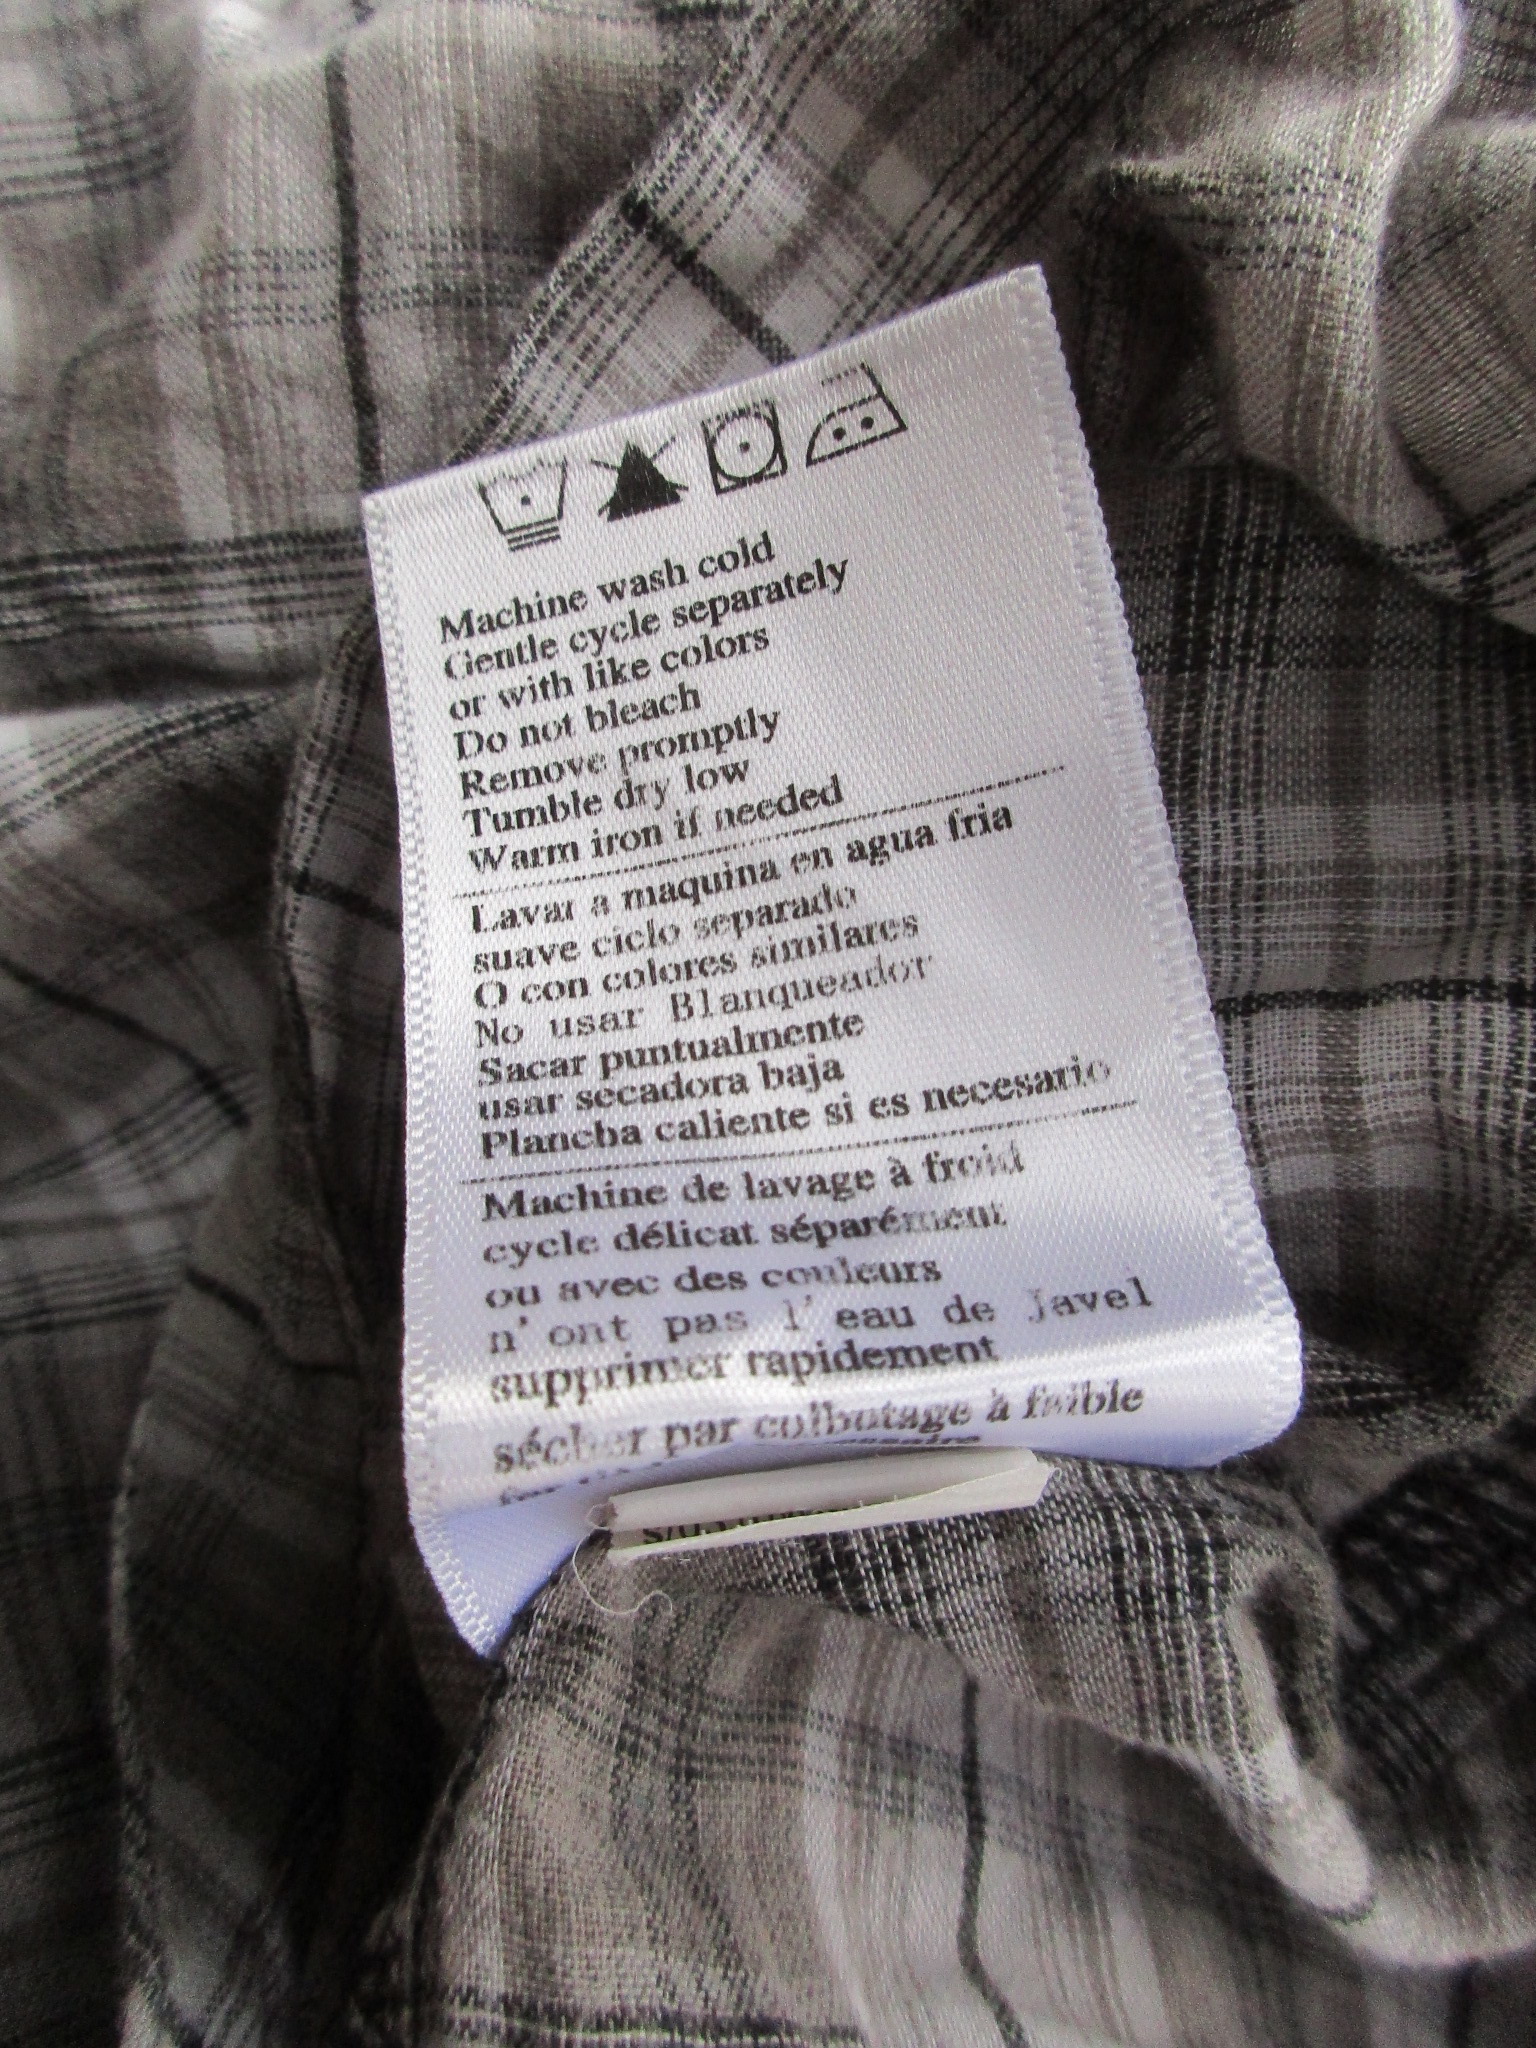 Machine wash cold
Gentle cycle separately
or with like colors
Do not bleach
Remove promptly
Tumble dry low
Warm iron if needed
Lavar a maquina en agua fria
suave ciclo separado
O con colores similares
No usar Blanqueador
Sacar puntualmente
usar secadora baja
Plancba caliente si es necesario
Machine de lavage à froid
cycle délicat séparément
ou avec des couleurs
n'ont pas l'eau de Javel
supprimer rapidement
sécher par culbutage à faible